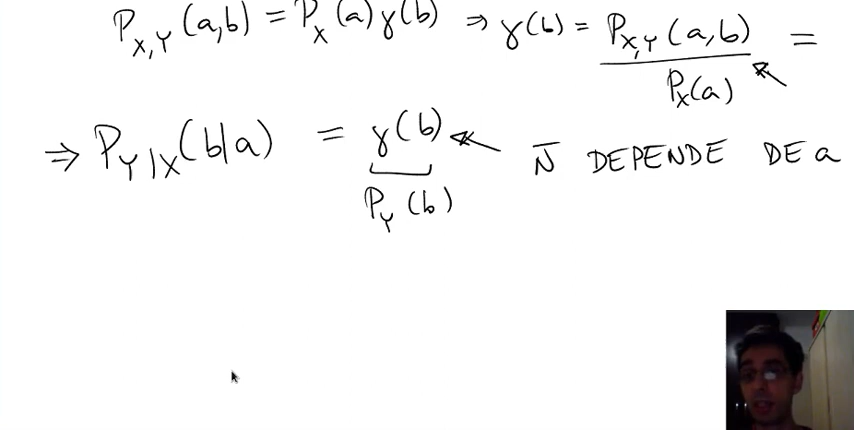 P_{X,Y}(a,b) = P_X(a) γ(b) ⇒ γ(b) = P_{X,Y}(a,b) / P_X(a) =
⇒ P_{Y|X}(b|a) = γ(b) N̄ DEPENDE DE a
P_Y(b)